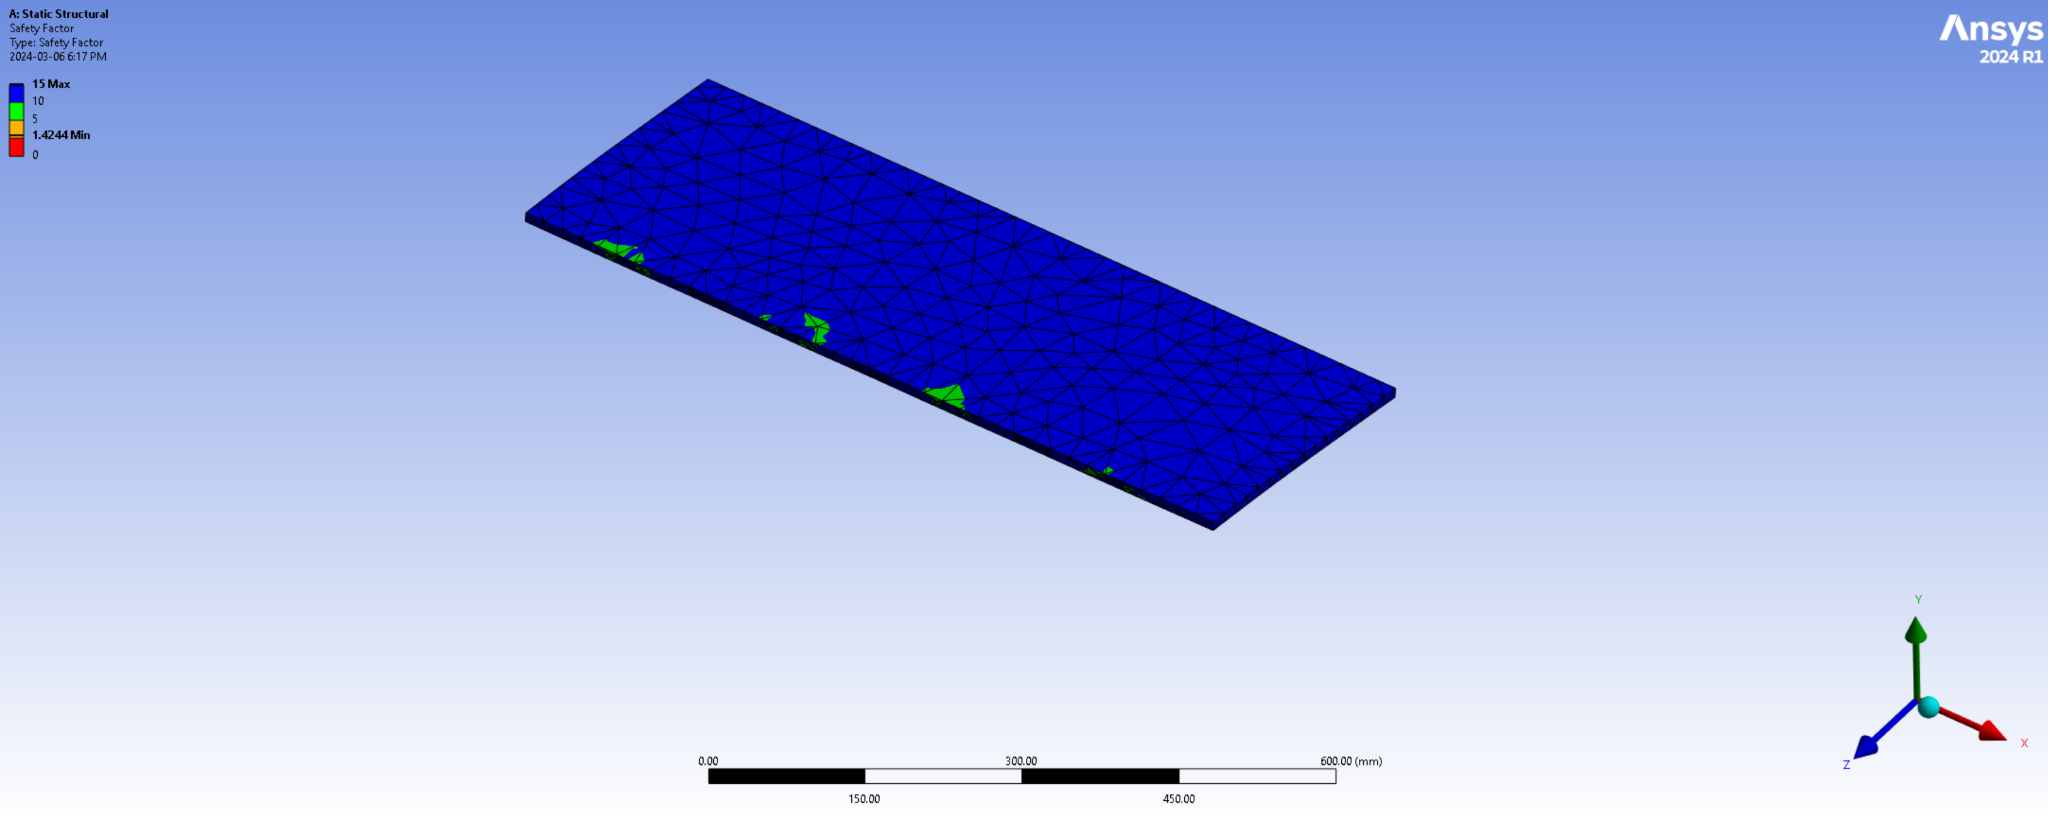 A: Static Structural
Safety Factor
Type: Safety Factor
2024-03-06 6:17 PM
15 Max
10
5
1.4244 Min
0
Ansys
2024 R1
Y
X
Z
0.00 300.00 600.00 (mm)
150.00 450.00